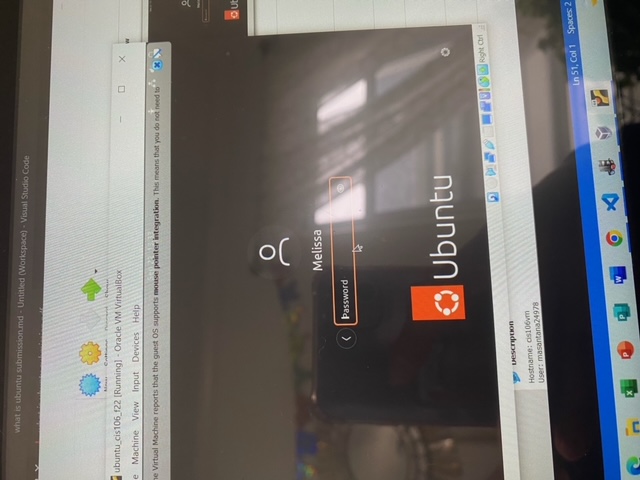 what is ubuntu submission.md - Untitled (Workspace) - Visual Studio Code
ubuntu_cis106_f22 [Running] - Oracle VM VirtualBox
Machine View Input Devices Help
Virtual Machine reports that the guest OS supports mouse pointer integration. This means that you do not need to
Melissa
Password
Ubuntu
Right Ctrl
Description
Hostname: cis106vm
User: masantana24978
Ln 51, Col 1 Spaces: 2